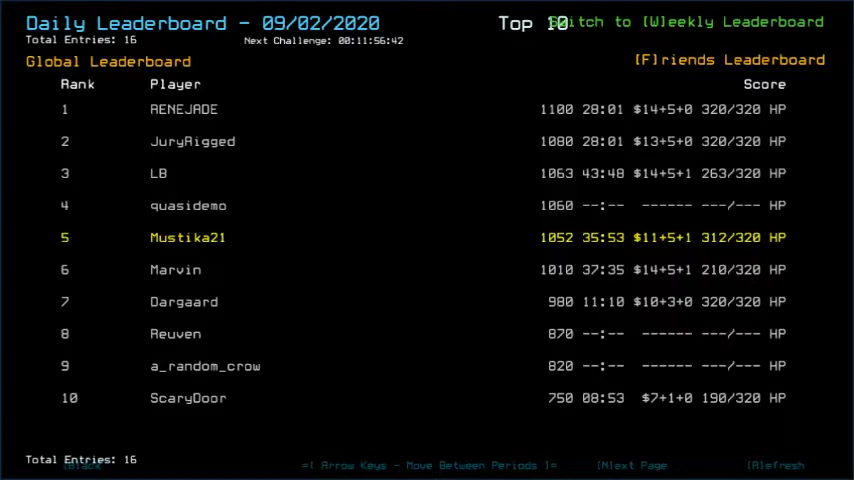 Daily Leaderboard - 09/02/2020 Top 10 Switch to [W]eekly Leaderboard
Total Entries: 16 Next Challenge: 00:11:56:42
Global Leaderboard [F]riends Leaderboard
Rank Player Score
1 RENEJADE 1100 28:01 $14+5+0 320/320 HP
2 JuryRigged 1080 28:01 $13+5+0 320/320 HP
3 LB 1063 43:48 $14+5+1 263/320 HP
4 quasidemo 1060 --:-- ------ ---/--- HP
5 Mustika21 1052 35:53 $11+5+1 312/320 HP
6 Marvin 1010 37:35 $14+5+1 210/320 HP
7 Dargaard 980 11:10 $10+3+0 320/320 HP
8 Reuven 870 --:-- ------ ---/--- HP
9 a_random_crow 820 --:-- ------ ---/--- HP
10 ScaryDoor 750 08:53 $7+1+0 190/320 HP
Total Entries: 16
[B]ack =[ Arrow Keys - Move Between Periods ]= [N]ext Page [R]efresh